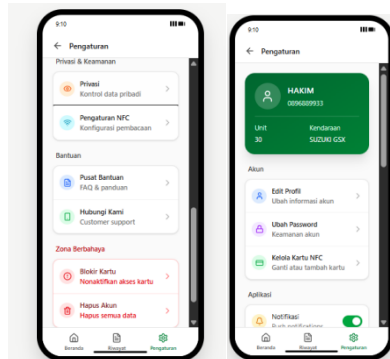 9:10
Pengaturan
Privasi & Keamanan
Privasi
Kontrol data pribadi
Pengaturan NFC
Konfigurasi pembacaan
Bantuan
Pusat Bantuan
FAQ & panduan
Hubungi Kami
Customer support
Zona Berbahaya
Blokir Kartu
Nonaktifkan akses kartu
Hapus Akun
Hapus semua data
Beranda Riwayat Pengaturan
9:10
Pengaturan
HAKIM
0896889933
Unit Kendaraan
30 SUZUKI GSX
Akun
Edit Profil
Ubah informasi akun
Ubah Password
Keamanan akun
Kelola Kartu NFC
Ganti atau tambah kartu
Aplikasi
Notifikasi
Push notifications
Beranda Riwayat Pengaturan